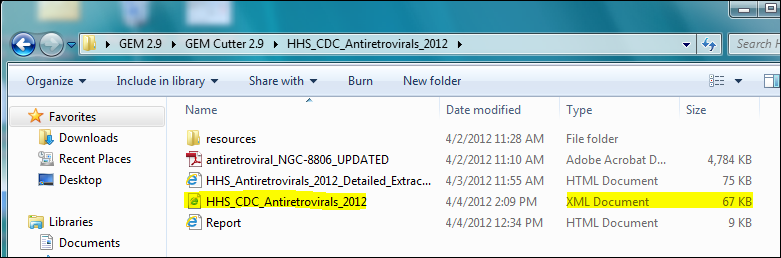 GEM 2.9 GEM Cutter 2.9 HHS_CDC_Antiretrovirals_2012 Search H
Organize Include in library Share with Burn New folder
Favorites
Downloads
Recent Places
Desktop
Libraries
Documents
Name Date modified Type Size
resources 4/2/2012 11:28 AM File folder
antiretroviral_NGC-8806_UPDATED 4/2/2012 11:10 AM Adobe Acrobat D... 4,784 KB
HHS_Antiretrovirals_2012_Detailed_Extrac... 4/3/2012 11:55 AM HTML Document 75 KB
HHS_CDC_Antiretrovirals_2012 4/4/2012 2:09 PM XML Document 67 KB
Report 4/4/2012 12:34 PM HTML Document 9 KB